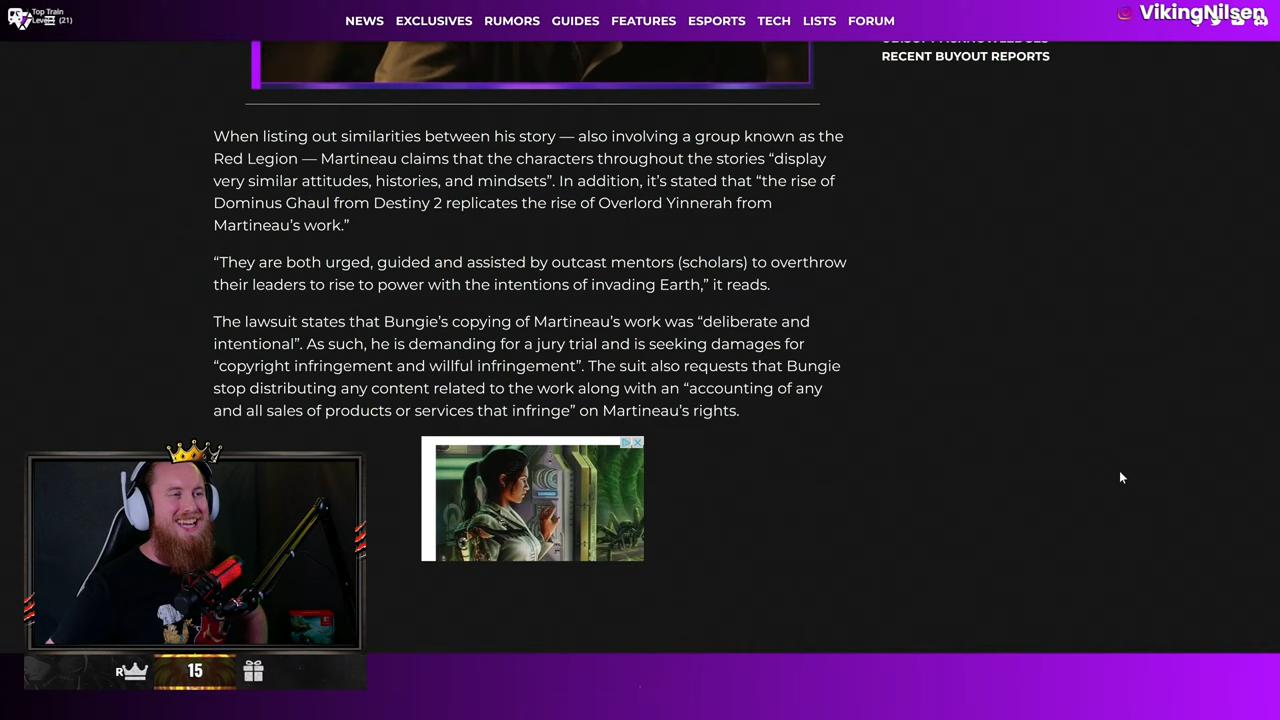 Top Train
NEWS EXCLUSIVES RUMORS GUIDES FEATURES ESPORTS TECH LISTS FORUM
VikingNilsen
RECENT BUYOUT REPORTS
When listing out similarities between his story — also involving a group known as the
Red Legion — Martineau claims that the characters throughout the stories “display
very similar attitudes, histories, and mindsets”. In addition, it’s stated that “the rise of
Dominus Ghaul from Destiny 2 replicates the rise of Overlord Yinnerah from
Martineau’s work.”
“They are both urged, guided and assisted by outcast mentors (scholars) to overthrow
their leaders to rise to power with the intentions of invading Earth,” it reads.
The lawsuit states that Bungie’s copying of Martineau’s work was “deliberate and
intentional”. As such, he is demanding for a jury trial and is seeking damages for
“copyright infringement and willful infringement”. The suit also requests that Bungie
stop distributing any content related to the work along with an “accounting of any
and all sales of products or services that infringe” on Martineau’s rights.
R
15